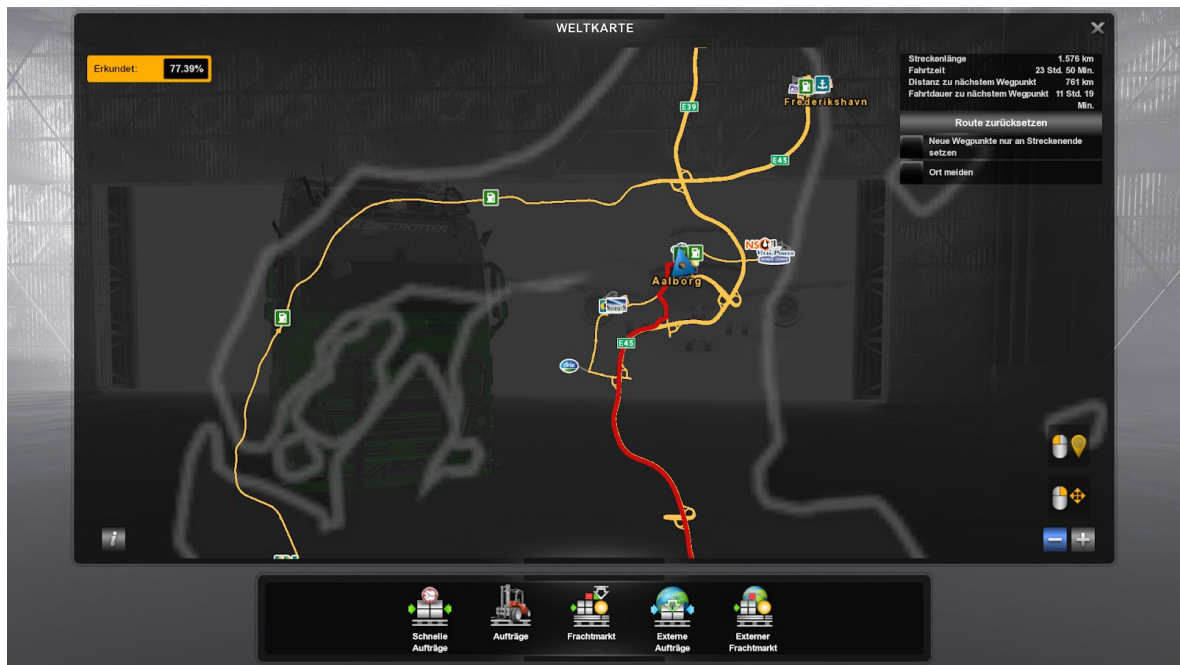 WELTKARTE
Erkundet: 77.39%
Streckenlänge 1.576 km
Fahrtzeit 23 Std. 50 Min.
Distanz zu nächstem Wegpunkt 761 km
Fahrtdauer zu nächstem Wegpunkt 11 Std. 19
Min.
Route zurücksetzen
Neue Wegpunkte nur an Streckenende
setzen
Ort meiden
Frederikshavn
E39
E45
GLOBETROTTER
Aalborg
E45
Schnelle
Aufträge
Aufträge
Frachtmarkt
Externe
Aufträge
Externer
Frachtmarkt